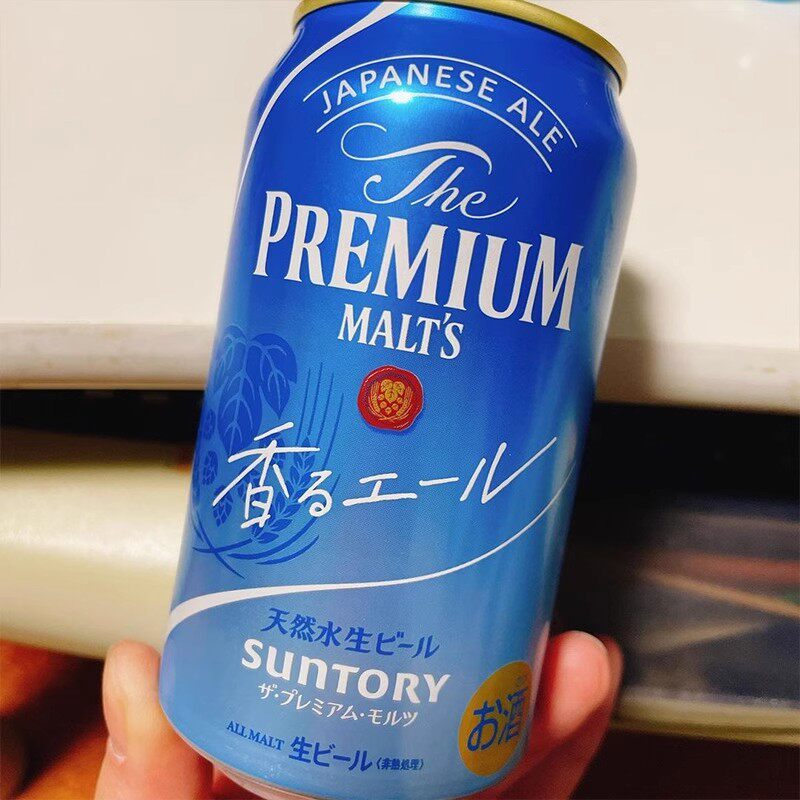 JAPANESE ALE
The
PREMIUM
MALT'S
香るエール
天然水生ビール
SUNTORY
ザ・プレミアム・モルツ
ALL MALT 生ビール〈非熱処理〉
お酒